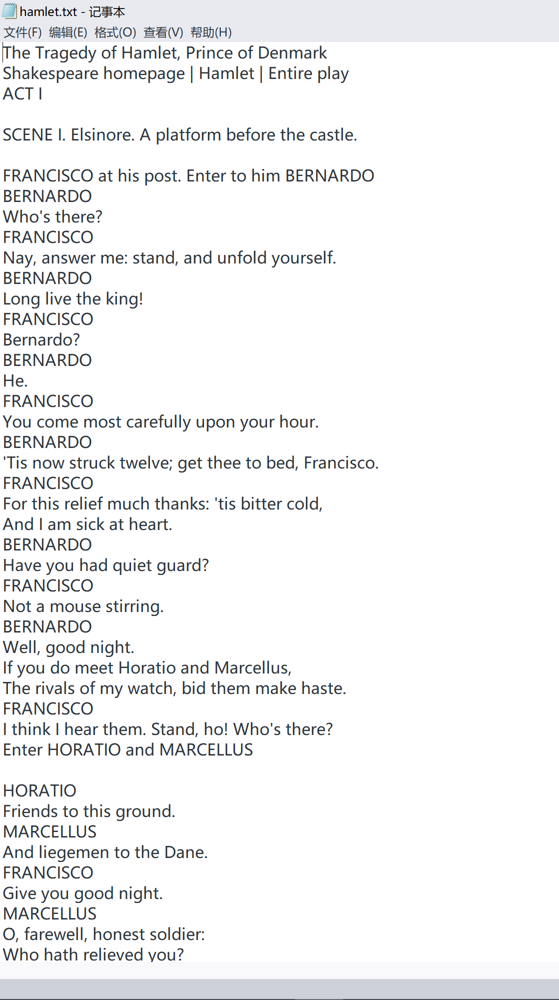 hamlet.txt - 记事本
文件(F) 编辑(E) 格式(O) 查看(V) 帮助(H)
The Tragedy of Hamlet, Prince of Denmark
Shakespeare homepage | Hamlet | Entire play
ACT I
SCENE I. Elsinore. A platform before the castle.
FRANCISCO at his post. Enter to him BERNARDO
BERNARDO
Who's there?
FRANCISCO
Nay, answer me: stand, and unfold yourself.
BERNARDO
Long live the king!
FRANCISCO
Bernardo?
BERNARDO
He.
FRANCISCO
You come most carefully upon your hour.
BERNARDO
'Tis now struck twelve; get thee to bed, Francisco.
FRANCISCO
For this relief much thanks: 'tis bitter cold,
And I am sick at heart.
BERNARDO
Have you had quiet guard?
FRANCISCO
Not a mouse stirring.
BERNARDO
Well, good night.
If you do meet Horatio and Marcellus,
The rivals of my watch, bid them make haste.
FRANCISCO
I think I hear them. Stand, ho! Who's there?
Enter HORATIO and MARCELLUS
HORATIO
Friends to this ground.
MARCELLUS
And liegemen to the Dane.
FRANCISCO
Give you good night.
MARCELLUS
O, farewell, honest soldier:
Who hath relieved you?